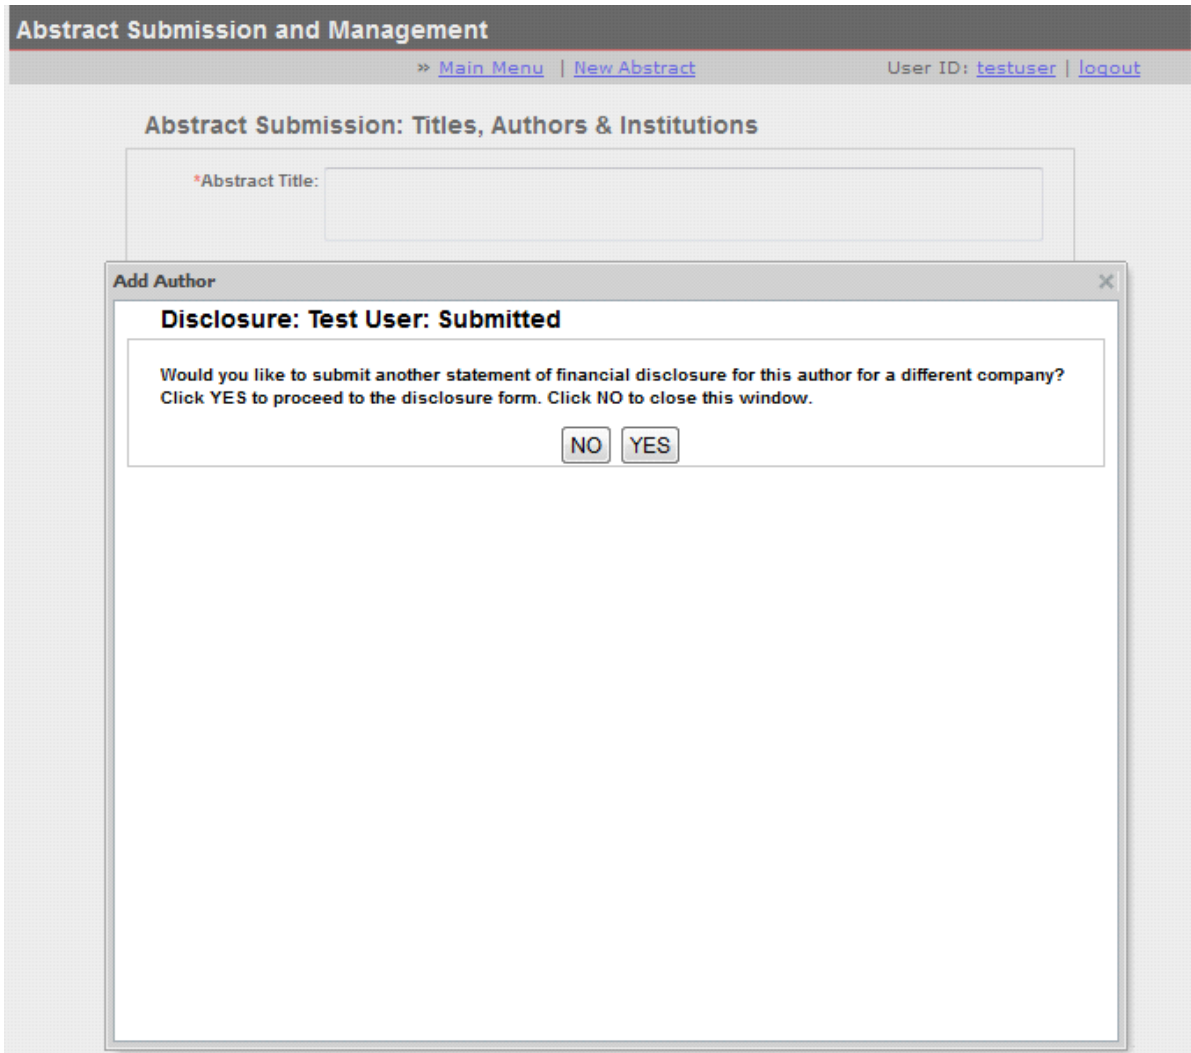 Abstract Submission and Management
» Main Menu | New Abstract User ID: testuser | logout
Abstract Submission: Titles, Authors & Institutions
*Abstract Title:
Add Author
Disclosure: Test User: Submitted
Would you like to submit another statement of financial disclosure for this author for a different company?
Click YES to proceed to the disclosure form. Click NO to close this window.
NO YES